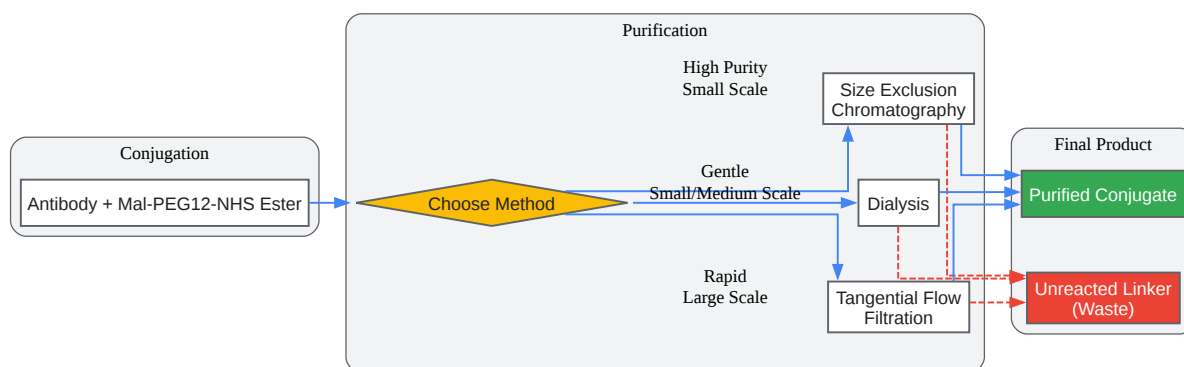 Purification
High Purity
Small Scale
Size Exclusion
Chromatography
Conjugation
Antibody + Mal-PEG12-NHS Ester
Choose Method
Gentle
Small/Medium Scale
Dialysis
Rapid
Large Scale
Tangential Flow
Filtration
Final Product
Purified Conjugate
Unreacted Linker
(Waste)